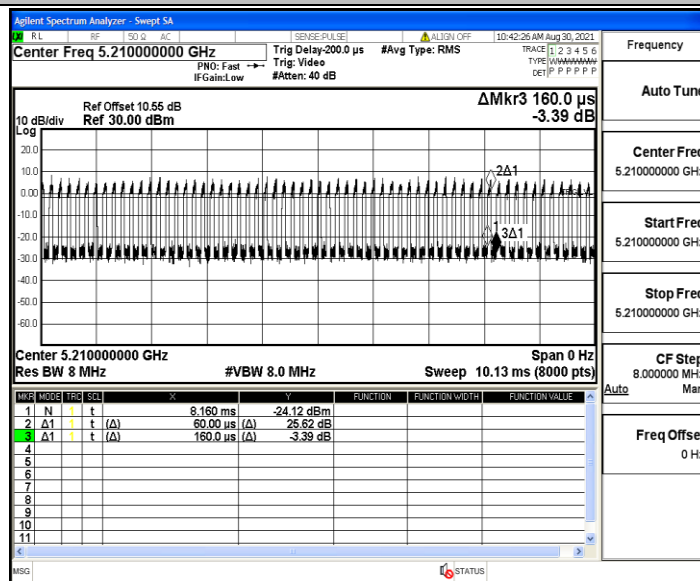 Agilent Spectrum Analyzer - Swept SA
LXI RL RF 50 Ω AC SENSE:PULSE ALIGN OFF 10:42:26 AM Aug 30, 2021
Center Freq 5.210000000 GHz
PNO: Fast
IFGain:Low
Trig Delay-200.0 µs
Trig: Video
#Atten: 40 dB
#Avg Type: RMS
TRACE 1 2 3 4 5 6
TYPE
DET P P P P P P
Ref Offset 10.55 dB
10 dB/div Ref 30.00 dBm
Log
ΔMkr3 160.0 µs
-3.39 dB
20.0
10.0
0.00
-10.0
-20.0
-30.0
-40.0
-50.0
-60.0
2Δ1
1
3Δ1
Center 5.210000000 GHz Span 0 Hz
Res BW 8 MHz #VBW 8.0 MHz Sweep 10.13 ms (8000 pts)
MKR MODE TRC SCL X Y FUNCTION FUNCTION WIDTH FUNCTION VALUE
1 N 1 t 8.160 ms -24.12 dBm
2 Δ1 1 t (Δ) 60.00 µs (Δ) 25.62 dB
3 Δ1 1 t (Δ) 160.0 µs (Δ) -3.39 dB
4
5
6
7
8
9
10
11
MSG STATUS
Frequency
Auto Tun
Center Fre
5.210000000 GH
Start Fre
5.210000000 GH
Stop Fre
5.210000000 GH
CF Ste
8.000000 MH
Auto Ma
Freq Offse
0 H